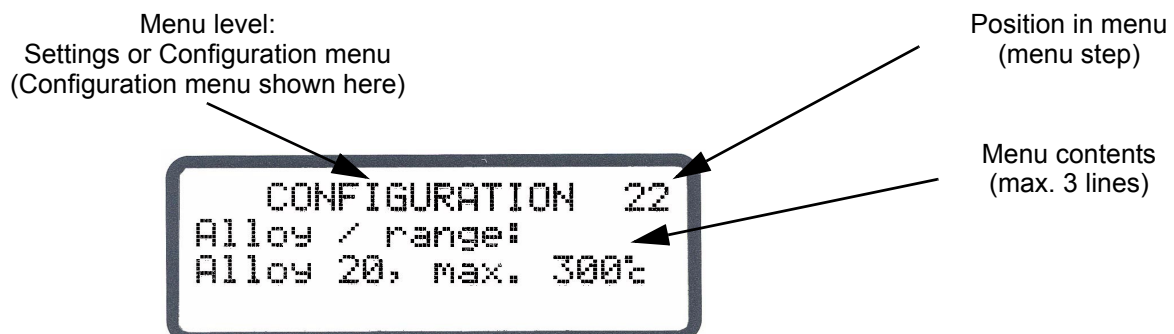 Menu level:
Settings or Configuration menu
(Configuration menu shown here)
Position in menu
(menu step)
Menu contents
(max. 3 lines)
CONFIGURATION 22
Alloy / range:
Alloy 20, max. 300℃